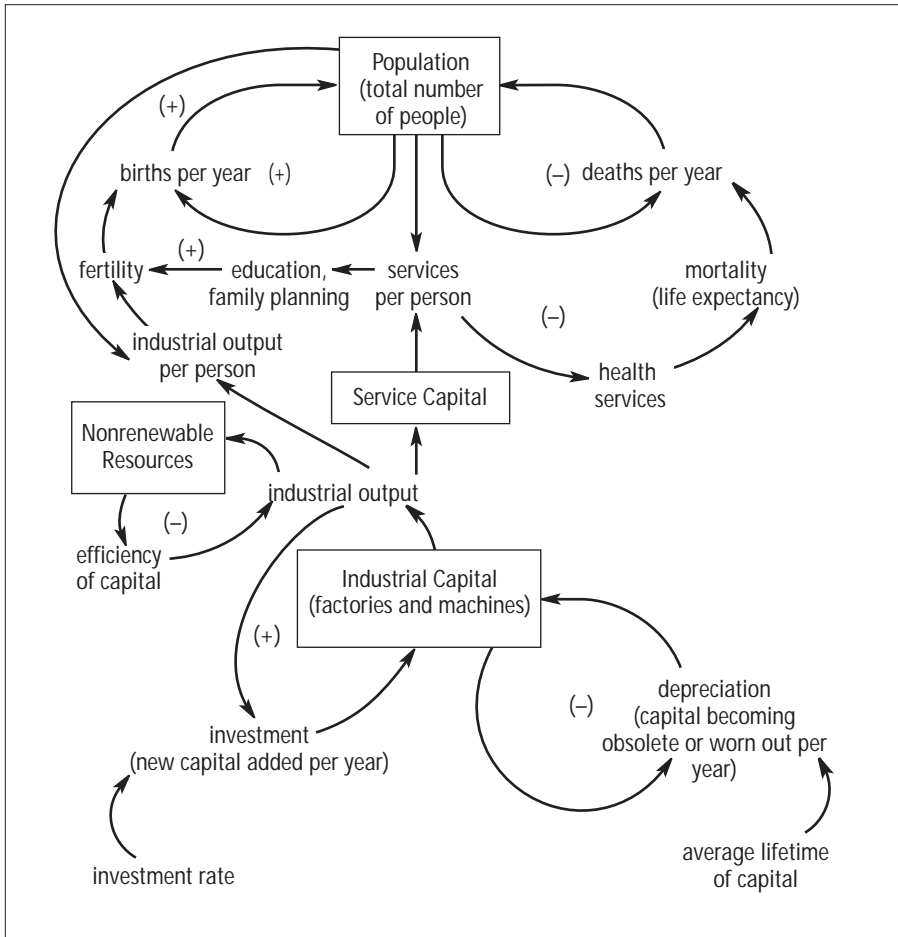 Population
(total number
of people)
(+)
births per year
(+)
(–)
deaths per year
(+)
fertility
education,
family planning
services
per person
mortality
(life expectancy)
(–)
industrial output
per person
health
services
Service Capital
Nonrenewable
Resources
industrial output
(–)
efficiency
of capital
Industrial Capital
(factories and machines)
(+)
depreciation
(capital becoming
obsolete or worn out per
year)
(–)
investment
(new capital added per year)
investment rate
average lifetime
of capital